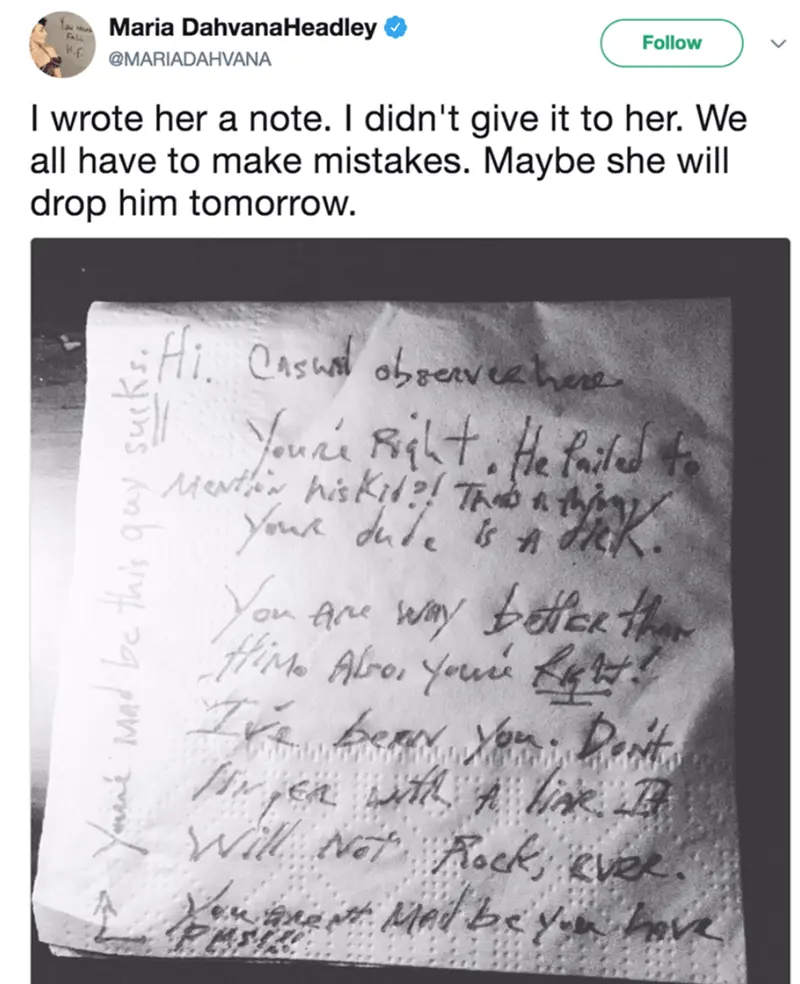 Maria DahvanaHeadley
@MARIADAHVANA
Follow
I wrote her a note. I didn't give it to her. We
all have to make mistakes. Maybe she will
drop him tomorrow.
Hi. Casual observer here
You're Right. He failed to
Mention his Kid?! That's a thing
Your dude is A dick.
You Are way better than
Him. Also, you're Right!
I've been you. Don't
linger with A liar. It
Will Not Rock, ever.
You aren't Mad be you have
PMS!!!
You're Mad be this guy sucks.